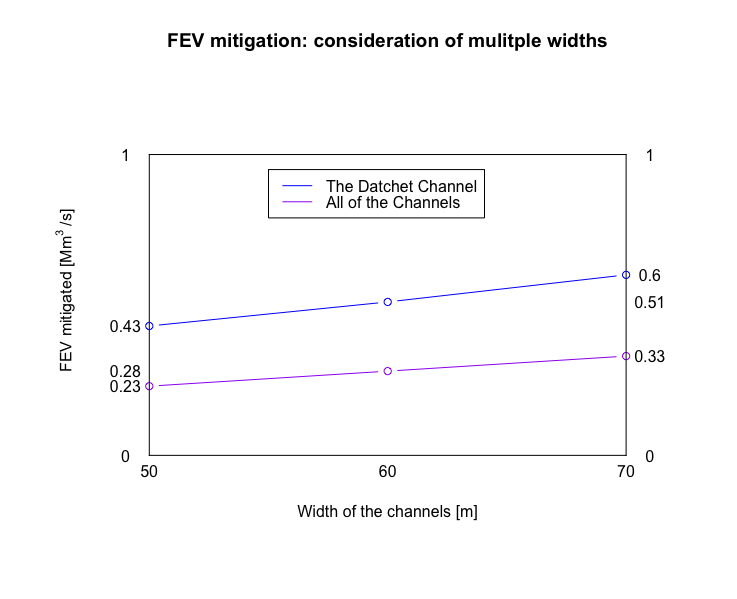 FEV mitigation: consideration of mulitple widths
1
1
The Datchet Channel
All of the Channels
FEV mitigated [Mm³/s]
0.6
0.51
0.43
0.28
0.33
0.23
0
0
50
60
70
Width of the channels [m]